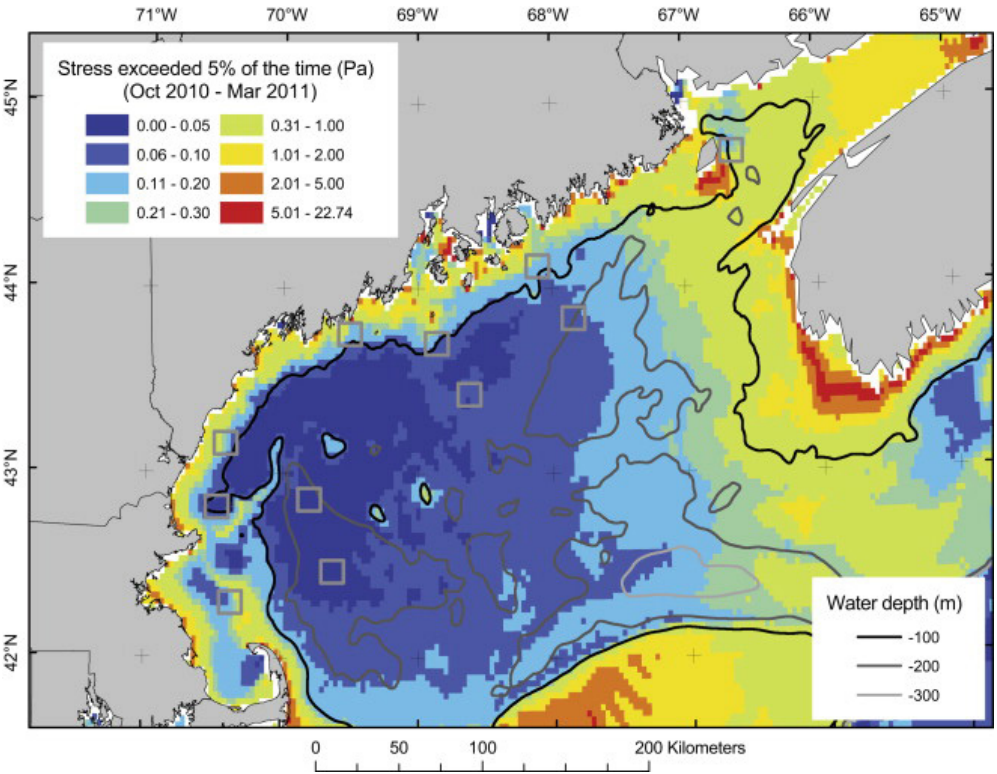 71°W 70°W 69°W 68°W 67°W 66°W 65°W
45°N
44°N
43°N
42°N
Stress exceeded 5% of the time (Pa)
(Oct 2010 - Mar 2011)
0.00 - 0.05 0.31 - 1.00
0.06 - 0.10 1.01 - 2.00
0.11 - 0.20 2.01 - 5.00
0.21 - 0.30 5.01 - 22.74
Water depth (m)
-100
-200
-300
0 50 100 200 Kilometers